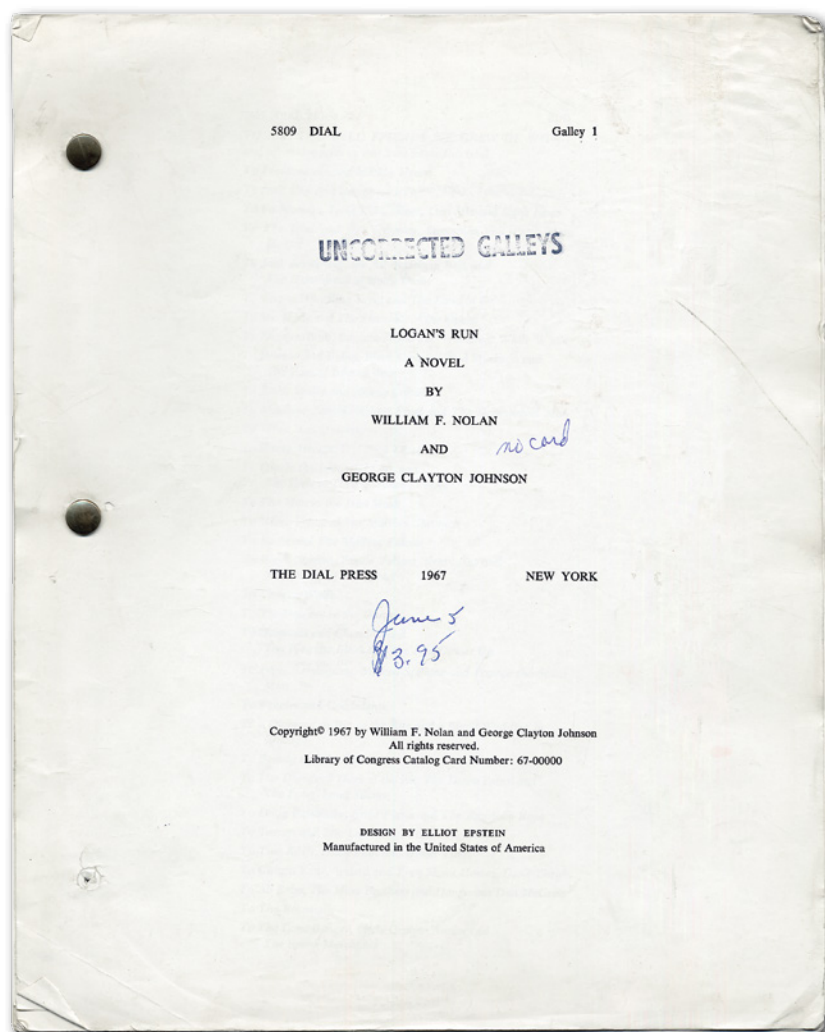 5809 DIAL Galley 1
UNCORRECTED GALLEYS
LOGAN'S RUN
A NOVEL
BY
WILLIAM F. NOLAN
no card
AND
GEORGE CLAYTON JOHNSON
THE DIAL PRESS 1967 NEW YORK
June 5
$3.95
Copyright© 1967 by William F. Nolan and George Clayton Johnson
All rights reserved.
Library of Congress Catalog Card Number: 67-00000
DESIGN BY ELLIOT EPSTEIN
Manufactured in the United States of America